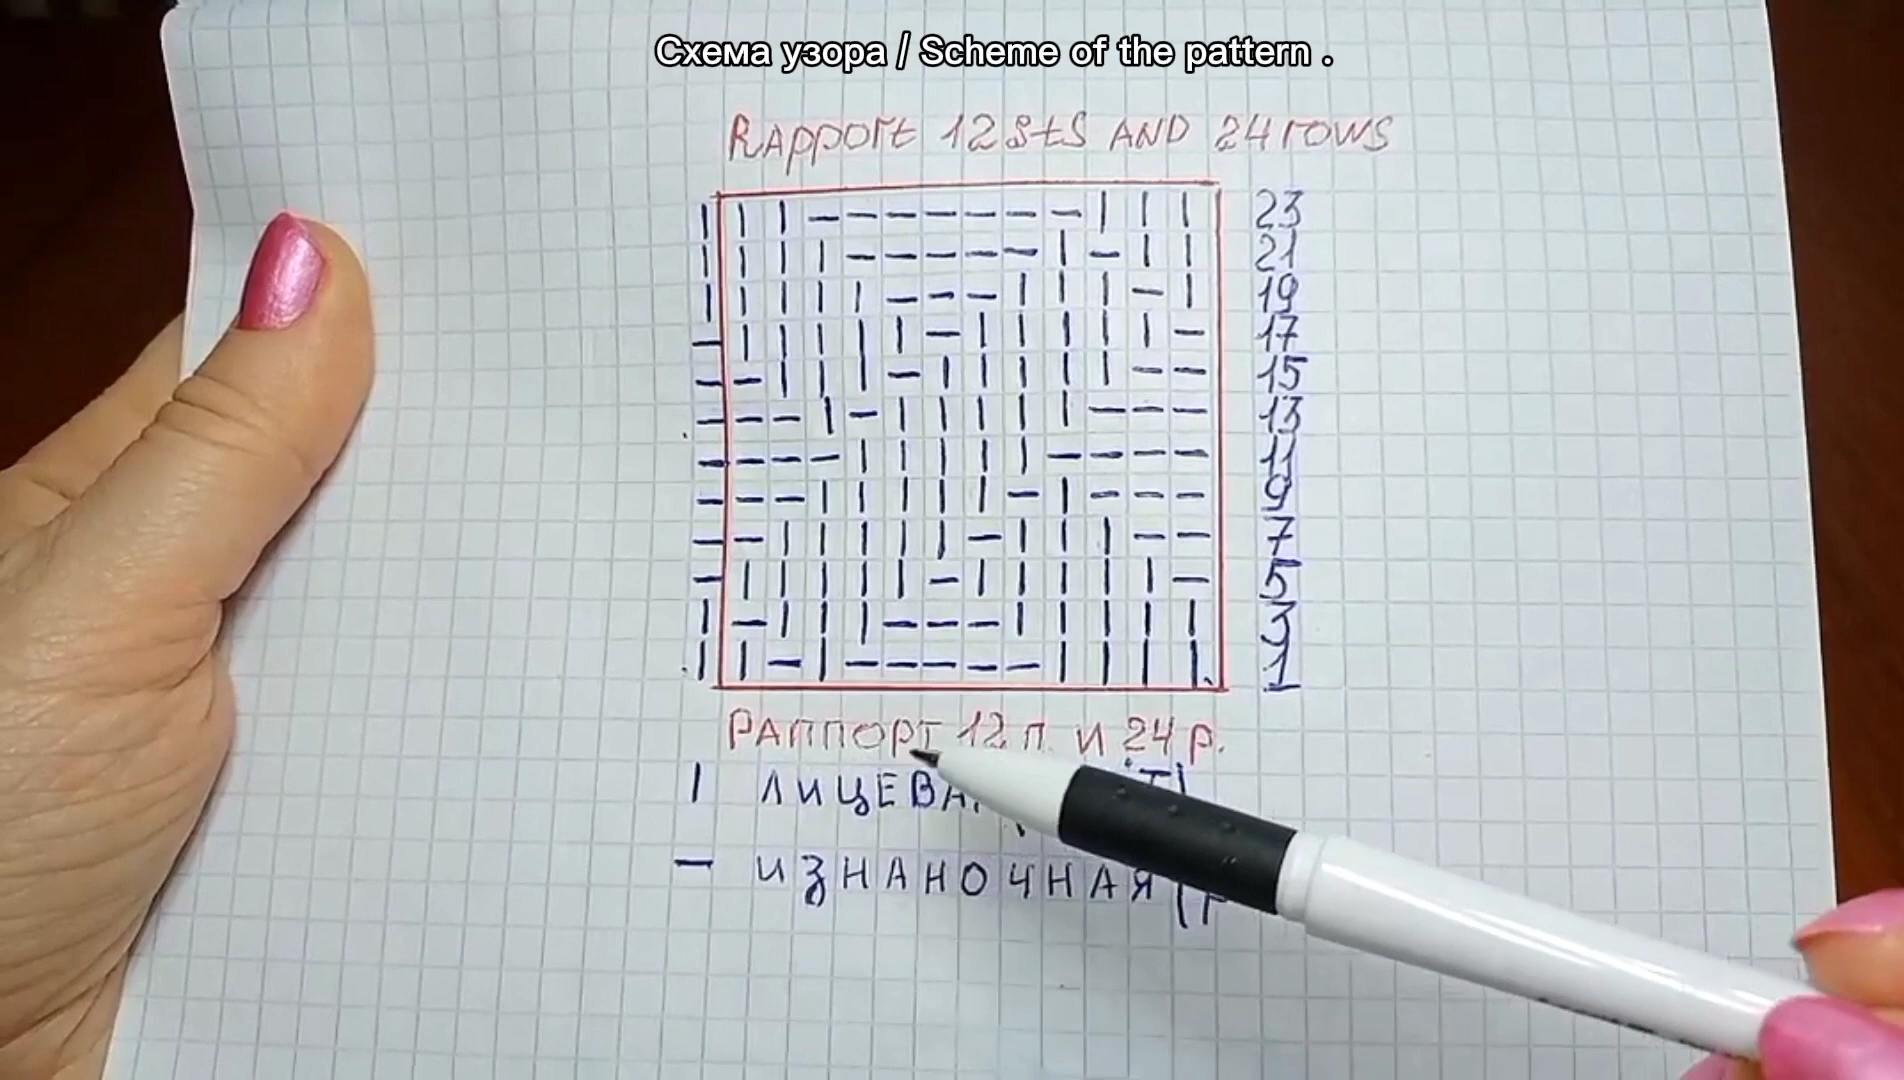 Схема узора / Scheme of the pattern .
RAppoRt 12 StS AND 24 rows
| | | – – – – – – – | | | 23
| | | | – – – – – | – | | 21
| | | | | – – – | | | – | 19
– | | | | | – | | | | | – 17
– – | | | – | | | | | – – 15
– – – | – | | | | | – – – 13
– – – – | | | | | – – – – 11
– – – | | | | | – | – – – 9
– – | | | | | – | | | – – 7
– | | | | | – | | | | | – 5
| – | | | – – – | | | | | 3
| | – | – – – – – | | | | 1
РАППОРТ 12 п. и 24 р.
|
– ИЗНАНОЧНАЯ